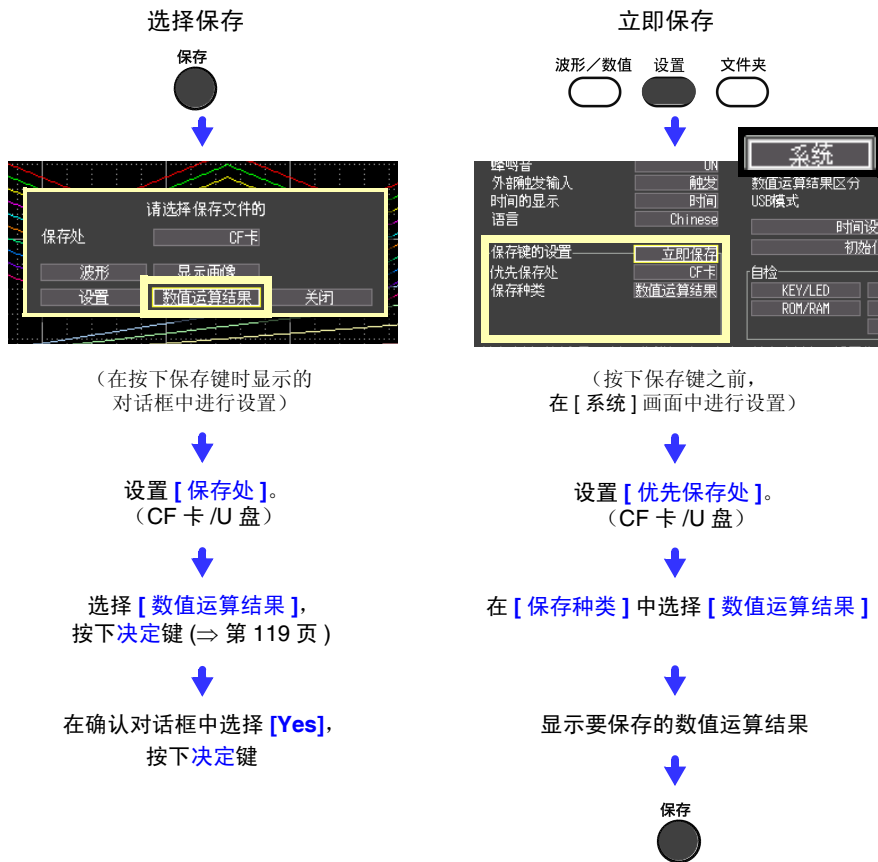 选择保存
保存
请选择保存文件的
保存处 CF卡
波形 显示画像
设置 数值运算结果 关闭
（在按下保存键时显示的
对话框中进行设置）
设置 [ 保存处 ]。
（CF 卡 /U 盘）
选择 [ 数值运算结果 ]，
按下决定键 (⇒ 第 119 页 )
在确认对话框中选择 [Yes]，
按下决定键
立即保存
波形／数值 设置 文件夹
系统
蜂鸣音 ON
外部触发输入 触发
时间的显示 时间
语言 Chinese
数值运算结果区分
USB模式
时间设
初始化
保存键的设置 立即保存
优先保存处 CF卡
保存种类 数值运算结果
自检
KEY/LED
ROM/RAM
（按下保存键之前，
在 [ 系统 ] 画面中进行设置）
设置 [ 优先保存处 ]。
（CF 卡 /U 盘）
在 [ 保存种类 ] 中选择 [ 数值运算结果 ]
显示要保存的数值运算结果
保存